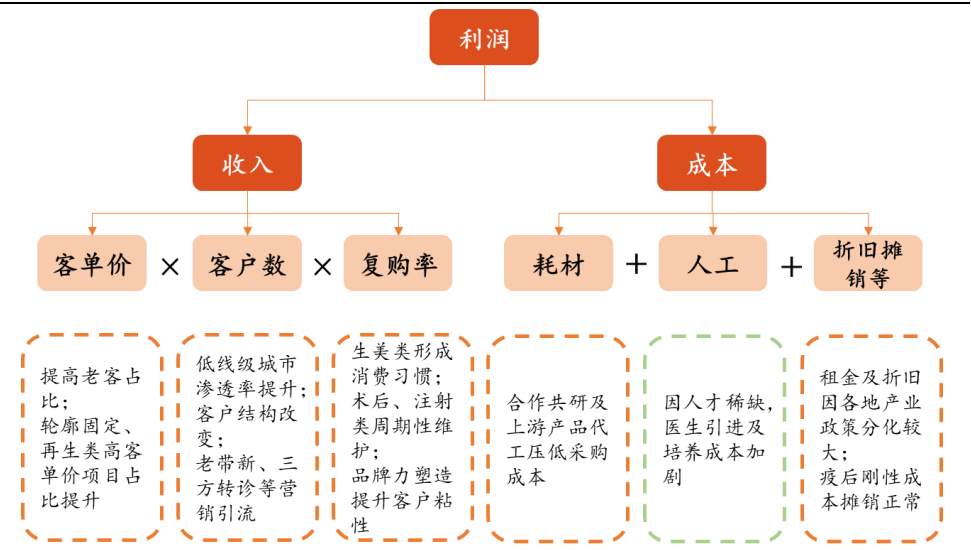 利润
收入
成本
客单价 × 客户数 × 复购率
耗材 + 人工 + 折旧摊
销等
提高老客占
比；
轮廓固定、
再生类高客
单价项目占
比提升
低线级城市
渗透率提升；
客户结构改
变；
老带新、三
方转诊等营
销引流
生美类形成
消费习惯；
术后、注射
类周期性维
护；
品牌力塑造
提升客户粘
性
合作共研及
上游产品代
工压低采购
成本
因人才稀缺，
医生引进及
培养成本加
剧
租金及折旧
因各地产业
政策分化较
大；
疫后刚性成
本摊销正常